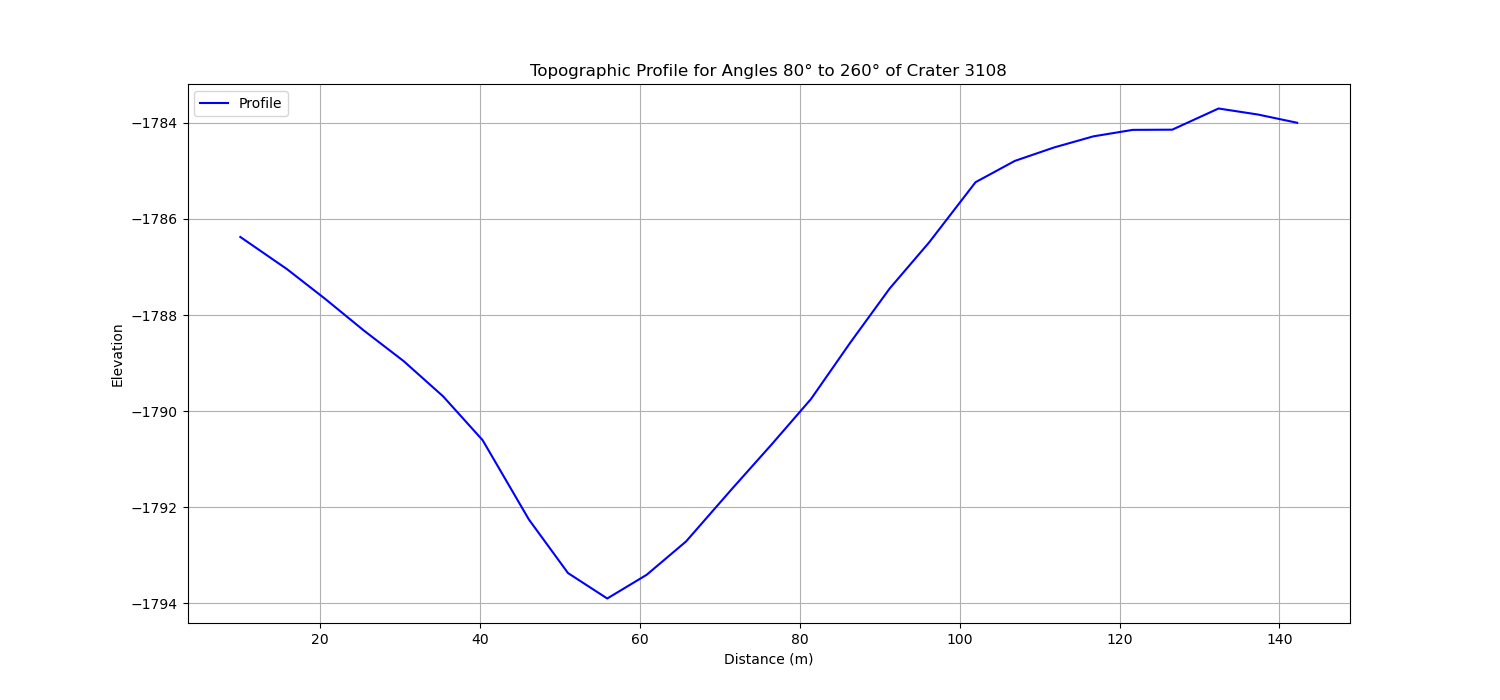 Topographic Profile for Angles 80° to 260° of Crater 3108
Profile
−1784
−1786
−1788
−1790
−1792
−1794
Elevation
20 40 60 80 100 120 140
Distance (m)